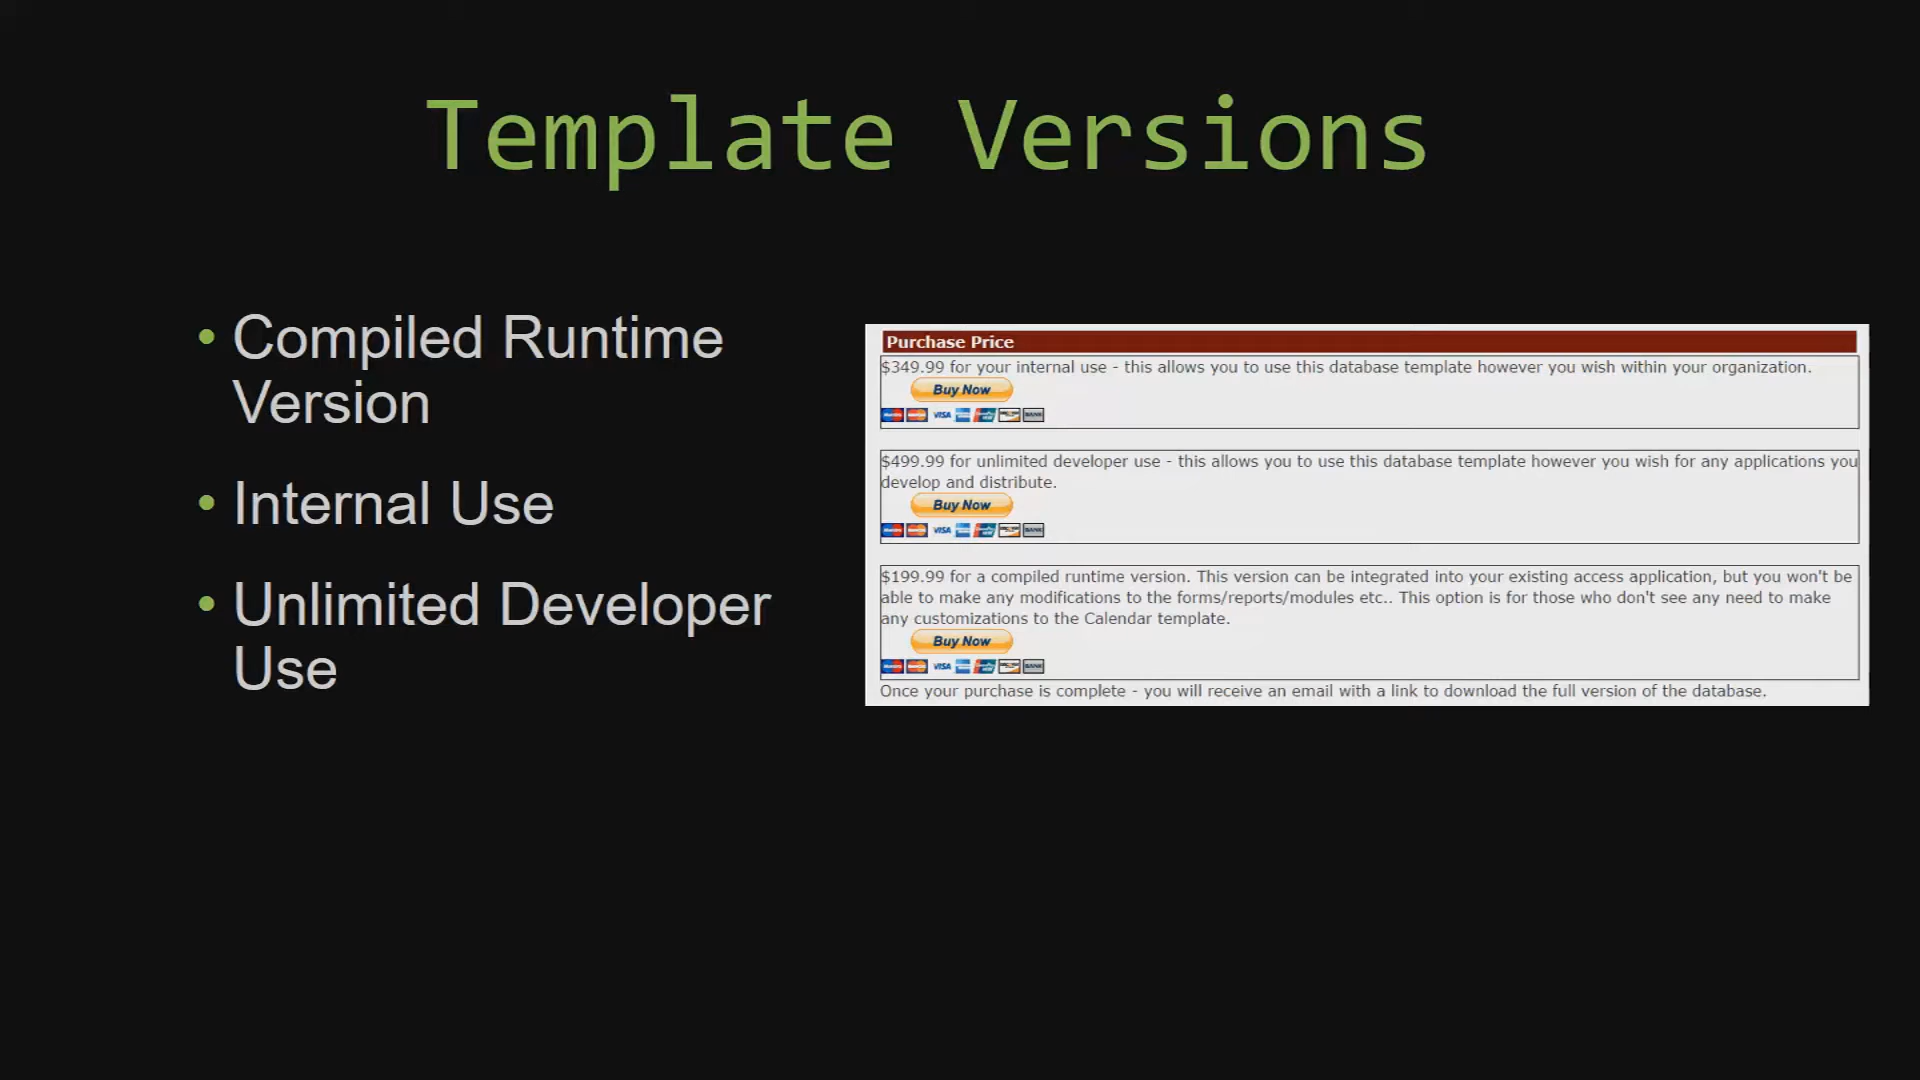 Template Versions
• Compiled Runtime
Version
• Internal Use
• Unlimited Developer
Use
Purchase Price
$349.99 for your internal use - this allows you to use this database template however you wish within your organization.
Buy Now
VISA
BANK
$499.99 for unlimited developer use - this allows you to use this database template however you wish for any applications you
develop and distribute.
Buy Now
VISA
BANK
$199.99 for a compiled runtime version. This version can be integrated into your existing access application, but you won't be
able to make any modifications to the forms/reports/modules etc.. This option is for those who don't see any need to make
any customizations to the Calendar template.
Buy Now
VISA
BANK
Once your purchase is complete - you will receive an email with a link to download the full version of the database.